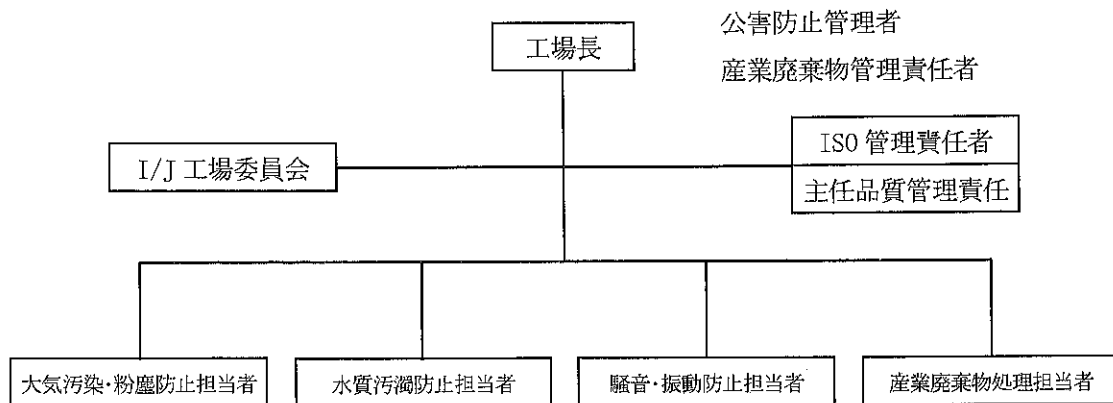 工場長
公害防止管理者
産業廃棄物管理責任者
I/J 工場委員会
ISO 管理責任者
主任品質管理責任
大気汚染・粉塵防止担当者
水質汚濁防止担当者
騒音・振動防止担当者
産業廃棄物処理担当者